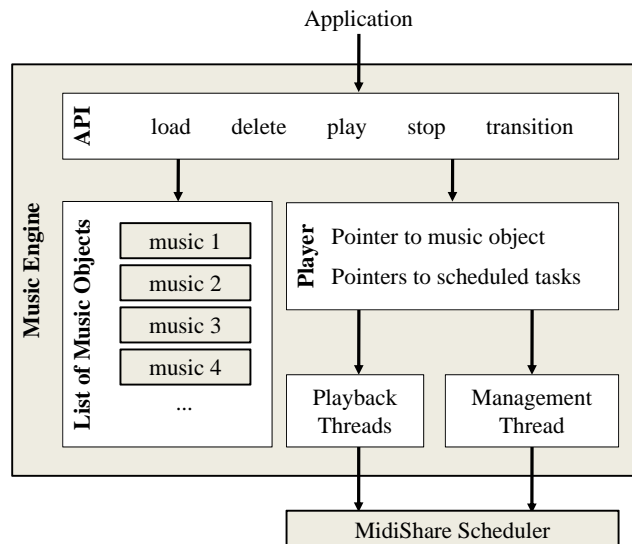 Application
Music Engine
API
load delete play stop transition
List of Music Objects
music 1
music 2
music 3
music 4
...
Player
Pointer to music object
Pointers to scheduled tasks
Playback
Threads
Management
Thread
MidiShare Scheduler